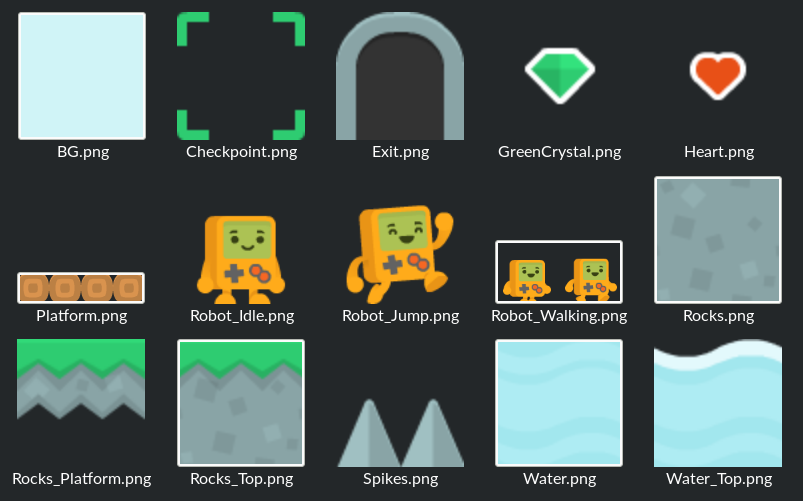 BG.png
Checkpoint.png
Exit.png
GreenCrystal.png
Heart.png
Platform.png
Robot_Idle.png
Robot_Jump.png
Robot_Walking.png
Rocks.png
Rocks_Platform.png
Rocks_Top.png
Spikes.png
Water.png
Water_Top.png